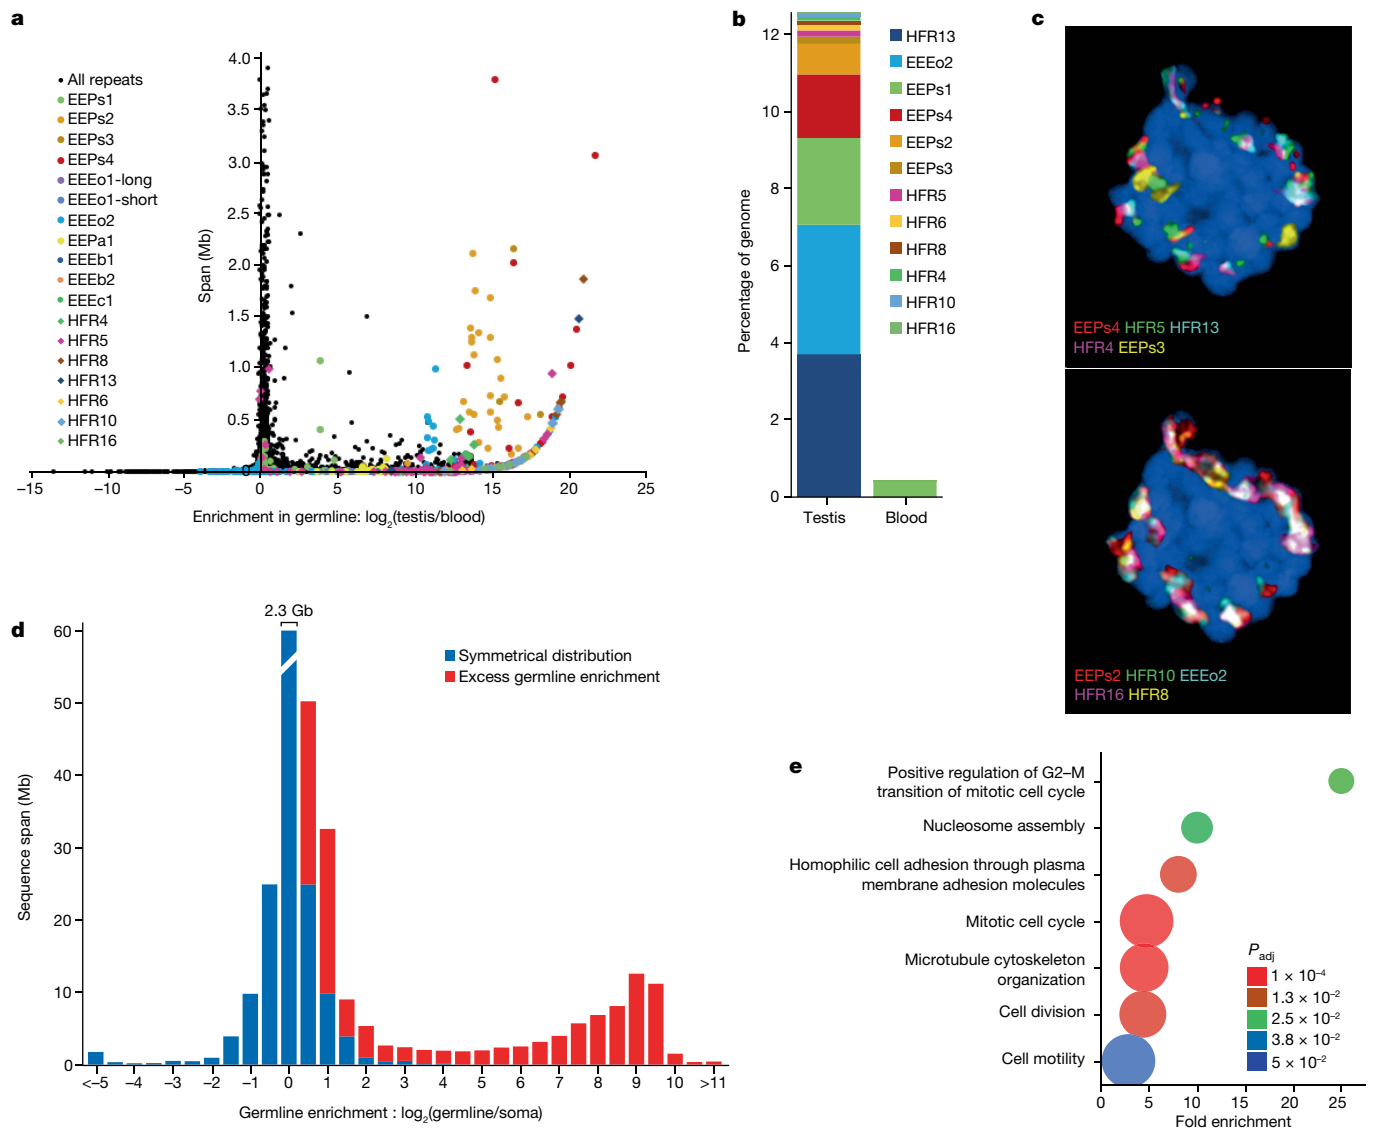 a
4.0
3.5
3.0
2.5
2.0
1.5
1.0
0.5
0
Span (Mb)
All repeats
EEPs1
EEPs2
EEPs3
EEPs4
EEEo1-long
EEEo1-short
EEEo2
EEPa1
EEEb1
EEEb2
EEEc1
HFR4
HFR5
HFR8
HFR13
HFR6
HFR10
HFR16
−15 −10 −5 0 5 10 15 20 25
Enrichment in germline: log2(testis/blood)
b
12
10
8
6
4
2
0
Percentage of genome
Testis Blood
HFR13
EEEo2
EEPs1
EEPs4
EEPs2
EEPs3
HFR5
HFR6
HFR8
HFR4
HFR10
HFR16
c
EEPs4 HFR5 HFR13
HFR4 EEPs3
EEPs2 HFR10 EEEo2
HFR16 HFR8
d
2.3 Gb
60
50
40
30
20
10
0
Sequence span (Mb)
Symmetrical distribution
Excess germline enrichment
<−5 −4 −3 −2 −1 0 1 2 3 4 5 6 7 8 9 10 >11
Germline enrichment : log2(germline/soma)
e
Positive regulation of G2–M
transition of mitotic cell cycle
Nucleosome assembly
Homophilic cell adhesion through plasma
membrane adhesion molecules
Mitotic cell cycle
Microtubule cytoskeleton
organization
Cell division
Cell motility
Padj
1 × 10−4
1.3 × 10−2
2.5 × 10−2
3.8 × 10−2
5 × 10−2
0 5 10 15 20 25
Fold enrichment